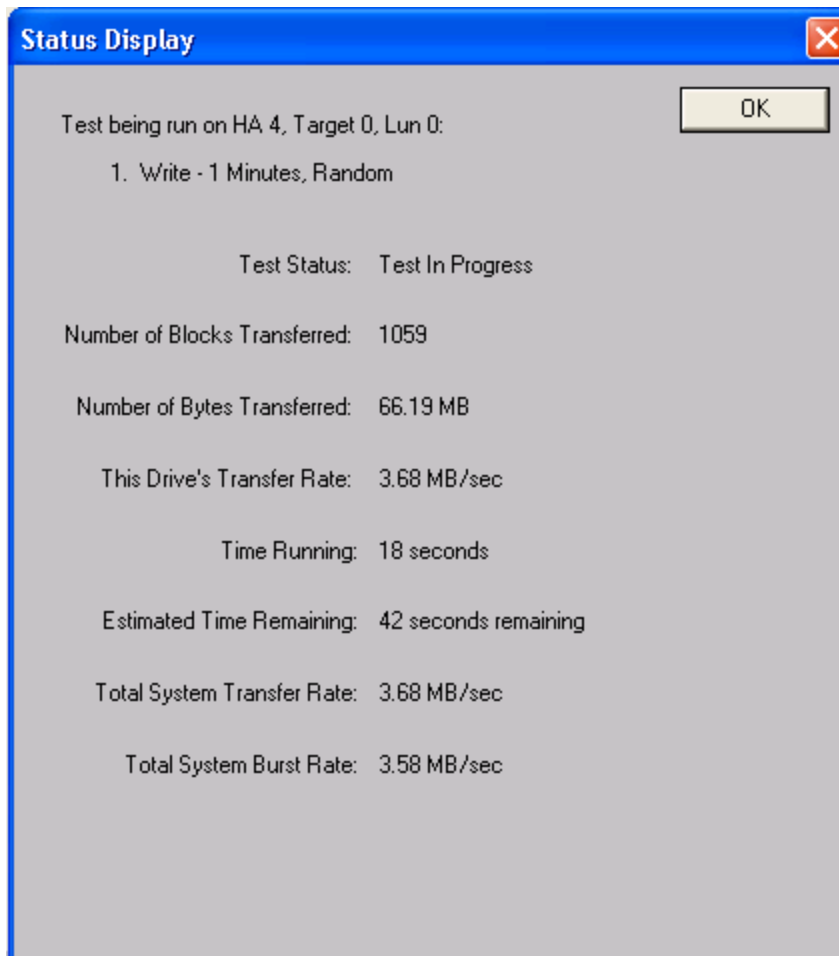 Status Display
OK
Test being run on HA 4, Target 0, Lun 0:
1. Write - 1 Minutes, Random
Test Status: Test In Progress
Number of Blocks Transferred: 1059
Number of Bytes Transferred: 66.19 MB
This Drive's Transfer Rate: 3.68 MB/sec
Time Running: 18 seconds
Estimated Time Remaining: 42 seconds remaining
Total System Transfer Rate: 3.68 MB/sec
Total System Burst Rate: 3.58 MB/sec